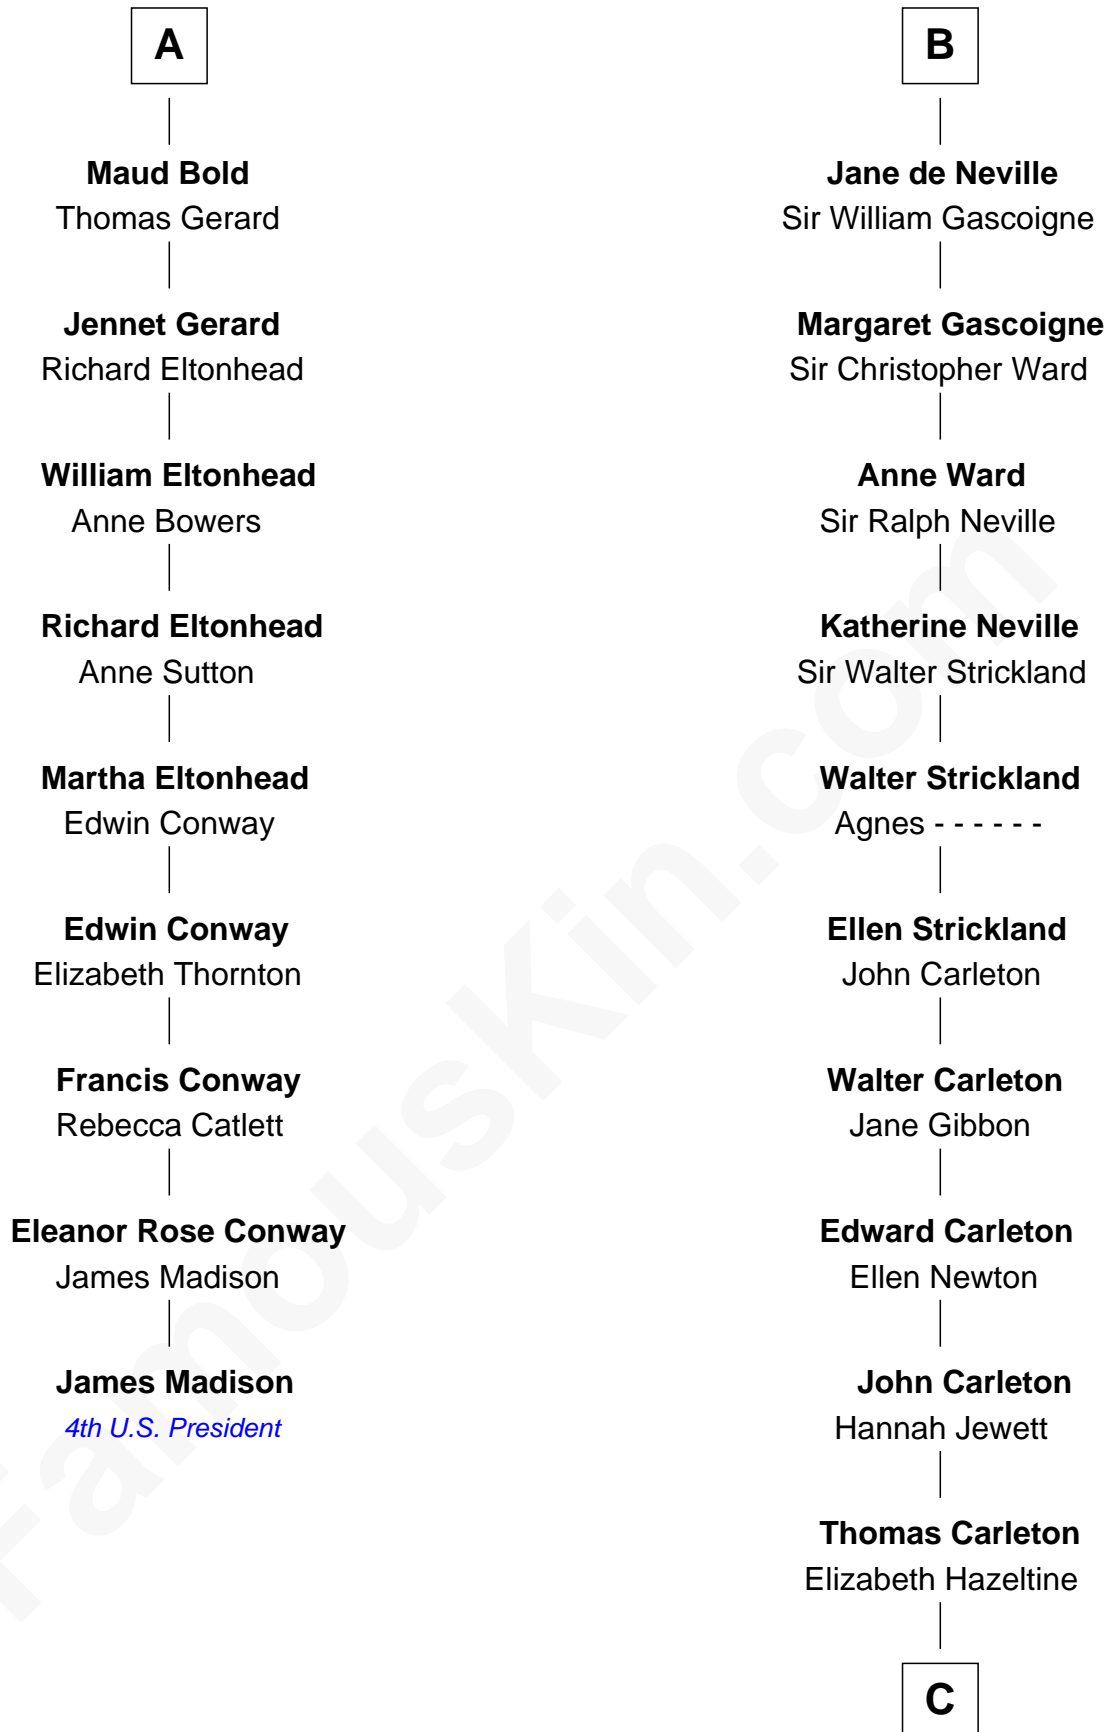 A
Maud Bold
Thomas Gerard
Jennet Gerard
Richard Eltonhead
William Eltonhead
Anne Bowers
Richard Eltonhead
Anne Sutton
Martha Eltonhead
Edwin Conway
Edwin Conway
Elizabeth Thornton
Francis Conway
Rebecca Catlett
Eleanor Rose Conway
James Madison
James Madison
4th U.S. President
B
Jane de Neville
Sir William Gascoigne
Margaret Gascoigne
Sir Christopher Ward
Anne Ward
Sir Ralph Neville
Katherine Neville
Sir Walter Strickland
Walter Strickland
Agnes - - - - - -
Ellen Strickland
John Carleton
Walter Carleton
Jane Gibbon
Edward Carleton
Ellen Newton
John Carleton
Hannah Jewett
Thomas Carleton
Elizabeth Hazeltine
C
FamousKin.com